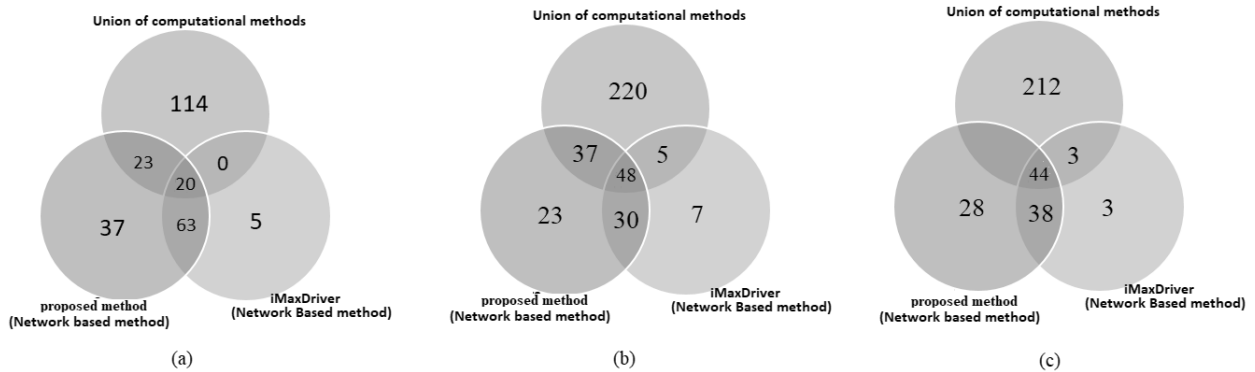 Union of computational methods
114
23
0
20
37
63
5
proposed method
(Network based method)
iMaxDriver
(Network Based method)
(a)
Union of computational methods
220
37
5
48
23
30
7
proposed method
(Network based method)
iMaxDriver
(Network Based method)
(b)
Union of computational methods
212
3
44
28
38
3
proposed method
(Network based method)
iMaxDriver
(Network Based method)
(c)